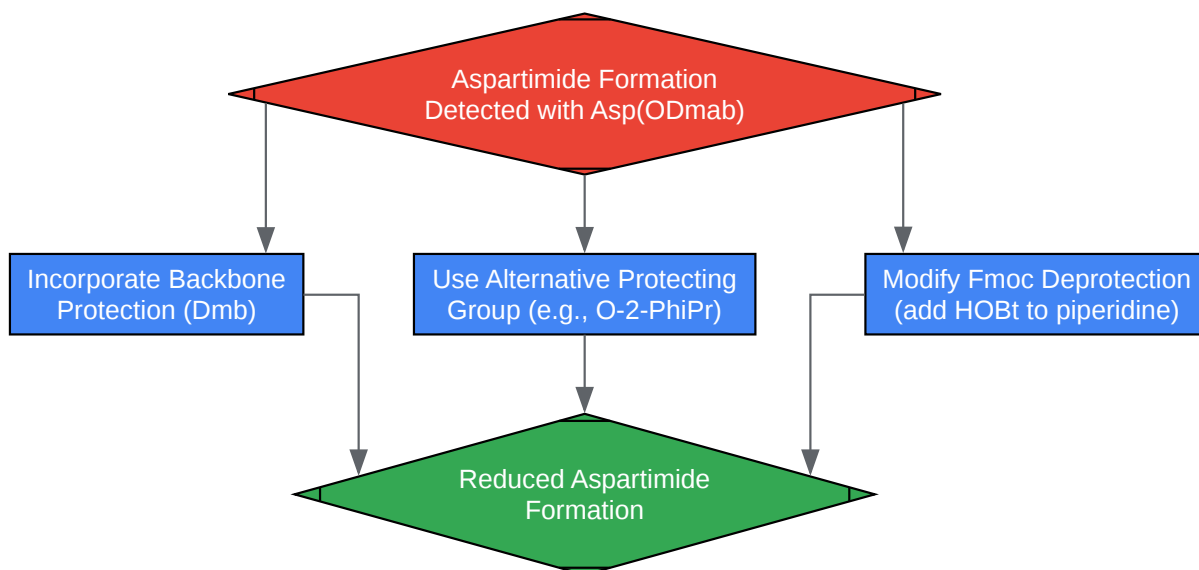 Aspartimide Formation
Detected with Asp(ODmab)
Incorporate Backbone
Protection (Dmb)
Use Alternative Protecting
Group (e.g., O-2-PhiPr)
Modify Fmoc Deprotection
(add HOBt to piperidine)
Reduced Aspartimide
Formation